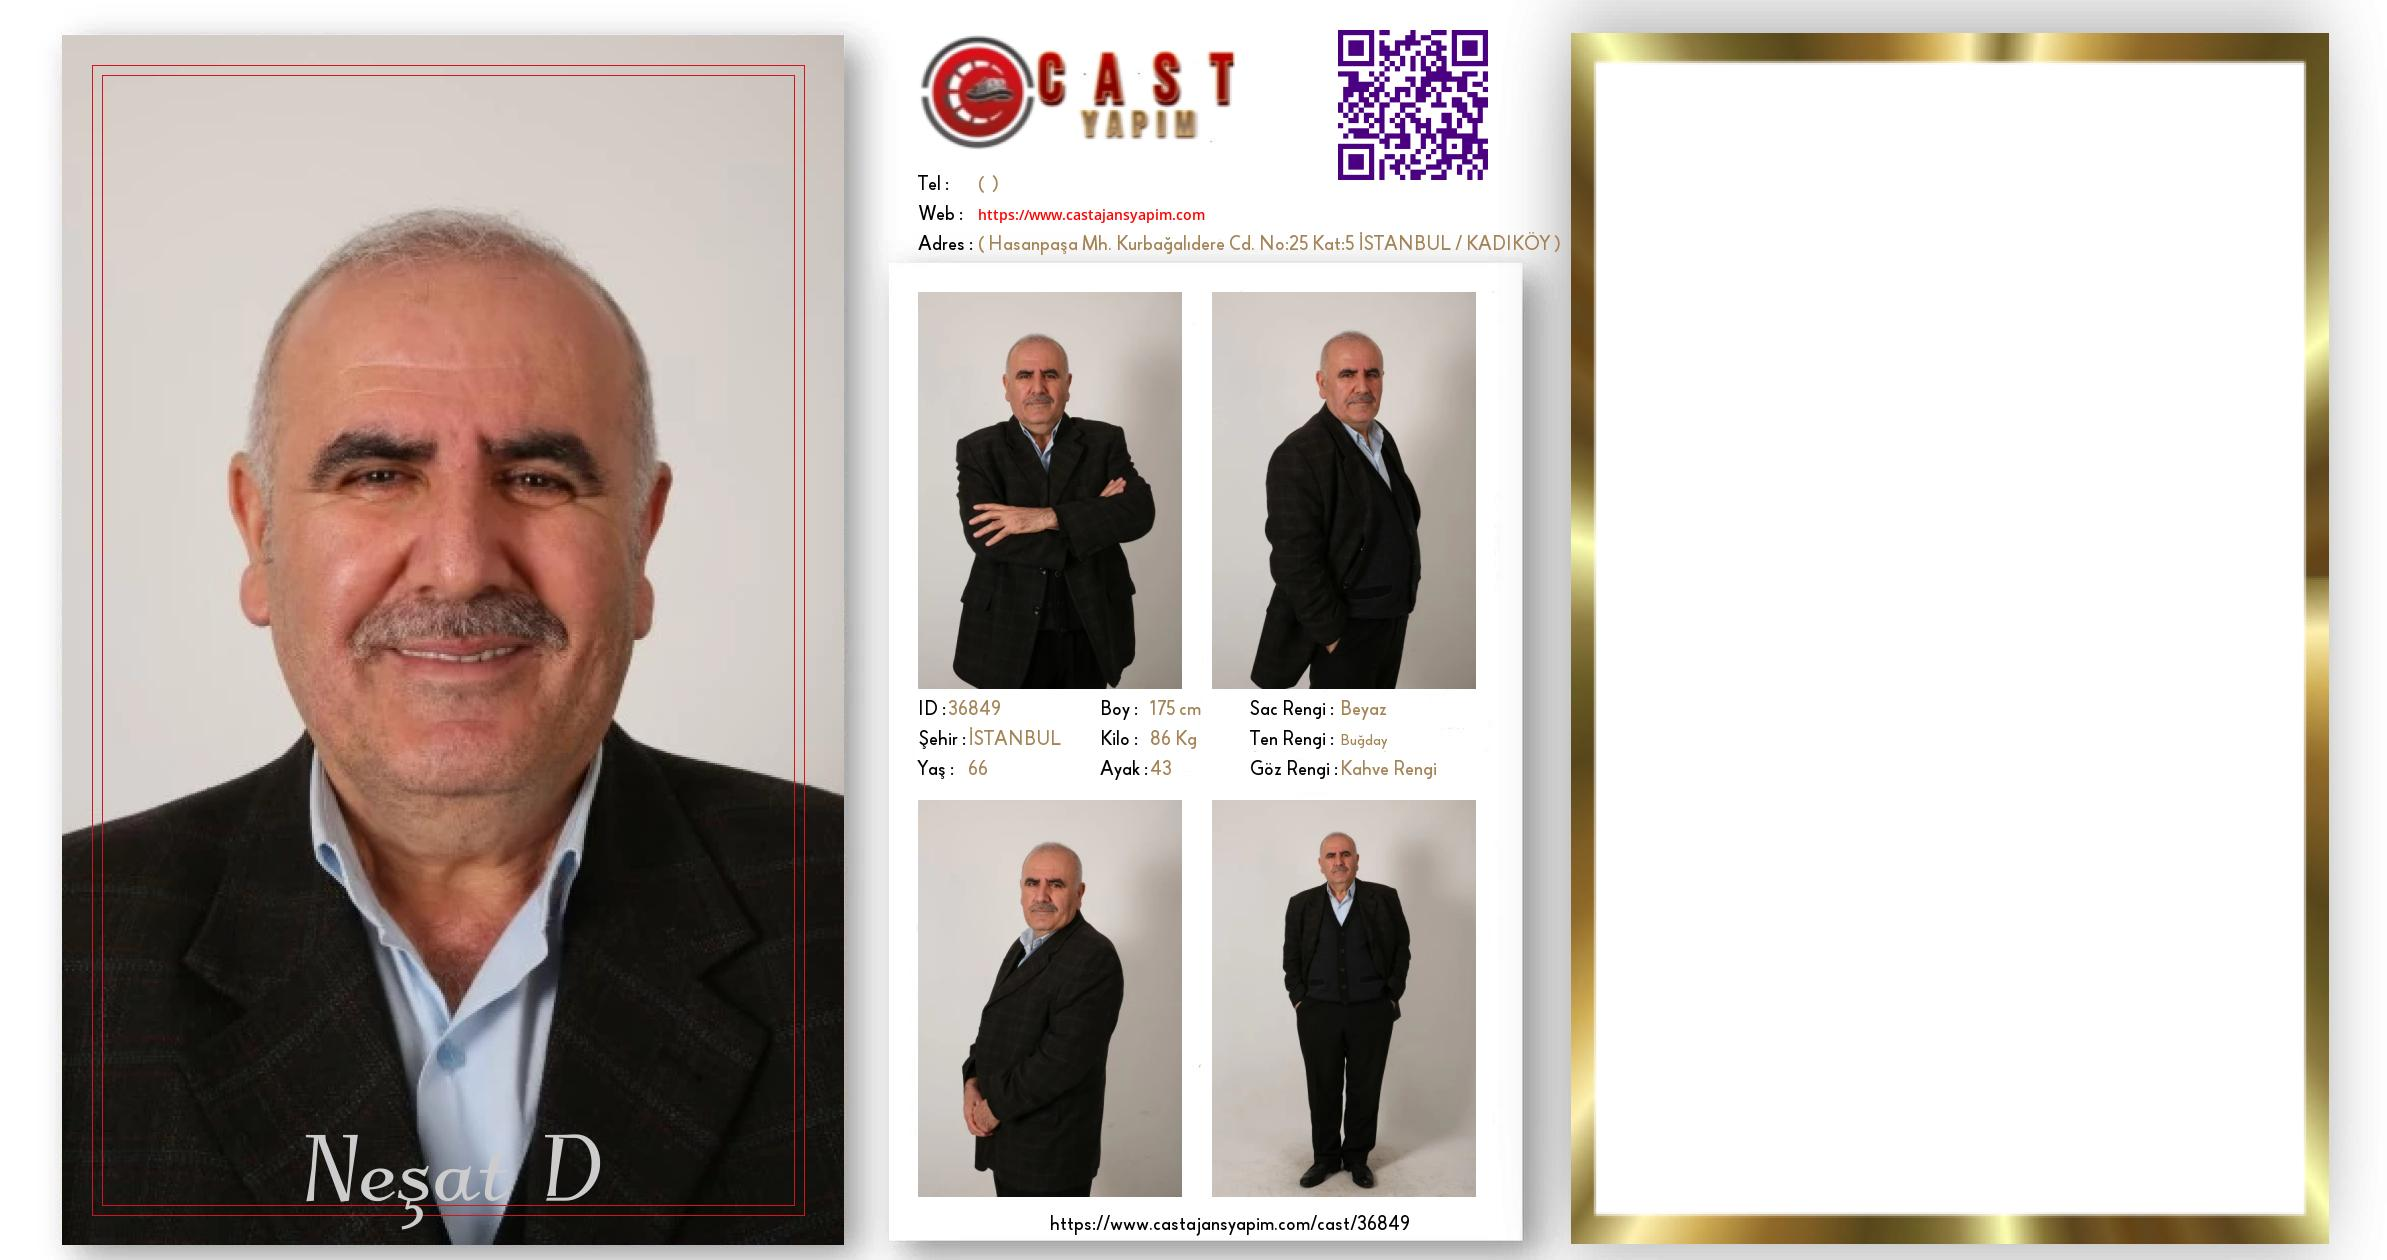 Neşat D
CAST
YAPIM
Tel : ( )
Web : https://www.castajansyapim.com
Adres : ( Hasanpaşa Mh. Kurbağalıdere Cd. No:25 Kat:5 İSTANBUL / KADIKÖY )
ID : 36849 Boy : 175 cm Sac Rengi : Beyaz
Şehir : İSTANBUL Kilo : 86 Kg Ten Rengi : Buğday
Yaş : 66 Ayak : 43 Göz Rengi : Kahve Rengi
https://www.castajansyapim.com/cast/36849